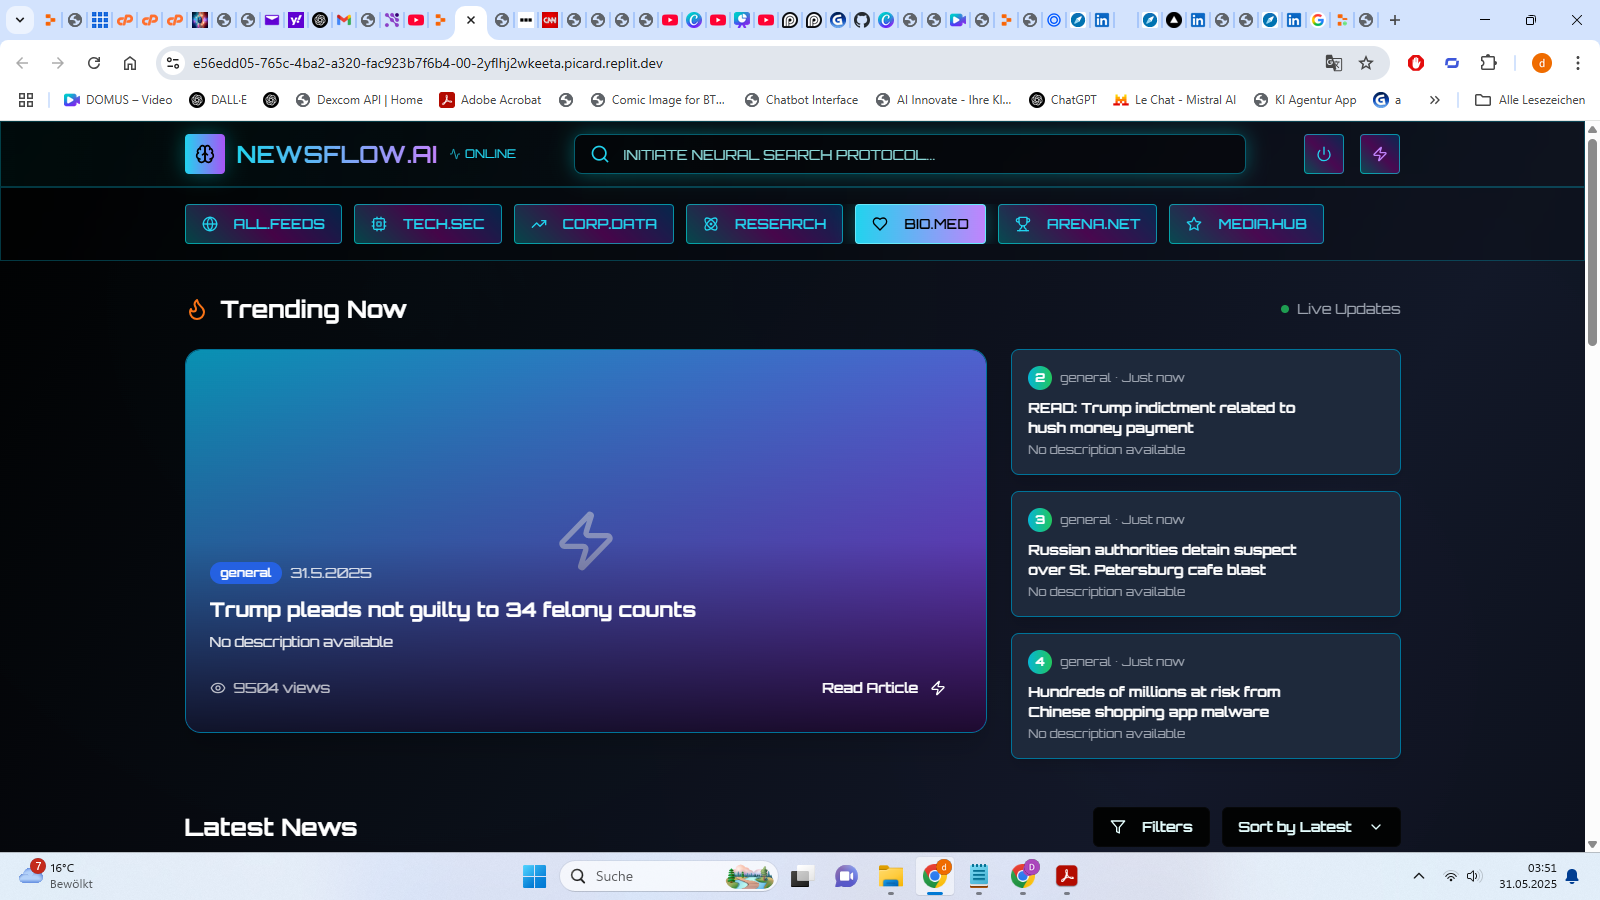 e56edd05-765c-4ba2-a320-fac923b7f6b4-00-2yflhj2wkeeta.picard.replit.dev
d
DOMUS – Video
DALL·E
Dexcom API | Home
Adobe Acrobat
Comic Image for BT...
Chatbot Interface
AI Innovate - Ihre KI...
ChatGPT
Le Chat - Mistral AI
KI Agentur App
a
Alle Lesezeichen
NEWSFLOW.AI
ONLINE
INITIATE NEURAL SEARCH PROTOCOL...
ALL.FEEDS
TECH.SEC
CORP.DATA
RESEARCH
BIO.MED
ARENA.NET
MEDIA.HUB
Trending Now
Live Updates
general 31.5.2025
Trump pleads not guilty to 34 felony counts
No description available
9504 views
Read Article
2 general · Just now
READ: Trump indictment related to
hush money payment
No description available
3 general · Just now
Russian authorities detain suspect
over St. Petersburg cafe blast
No description available
4 general · Just now
Hundreds of millions at risk from
Chinese shopping app malware
No description available
Latest News
Filters
Sort by Latest
7
16°C
Bewölkt
Suche
d
D
03:51
31.05.2025